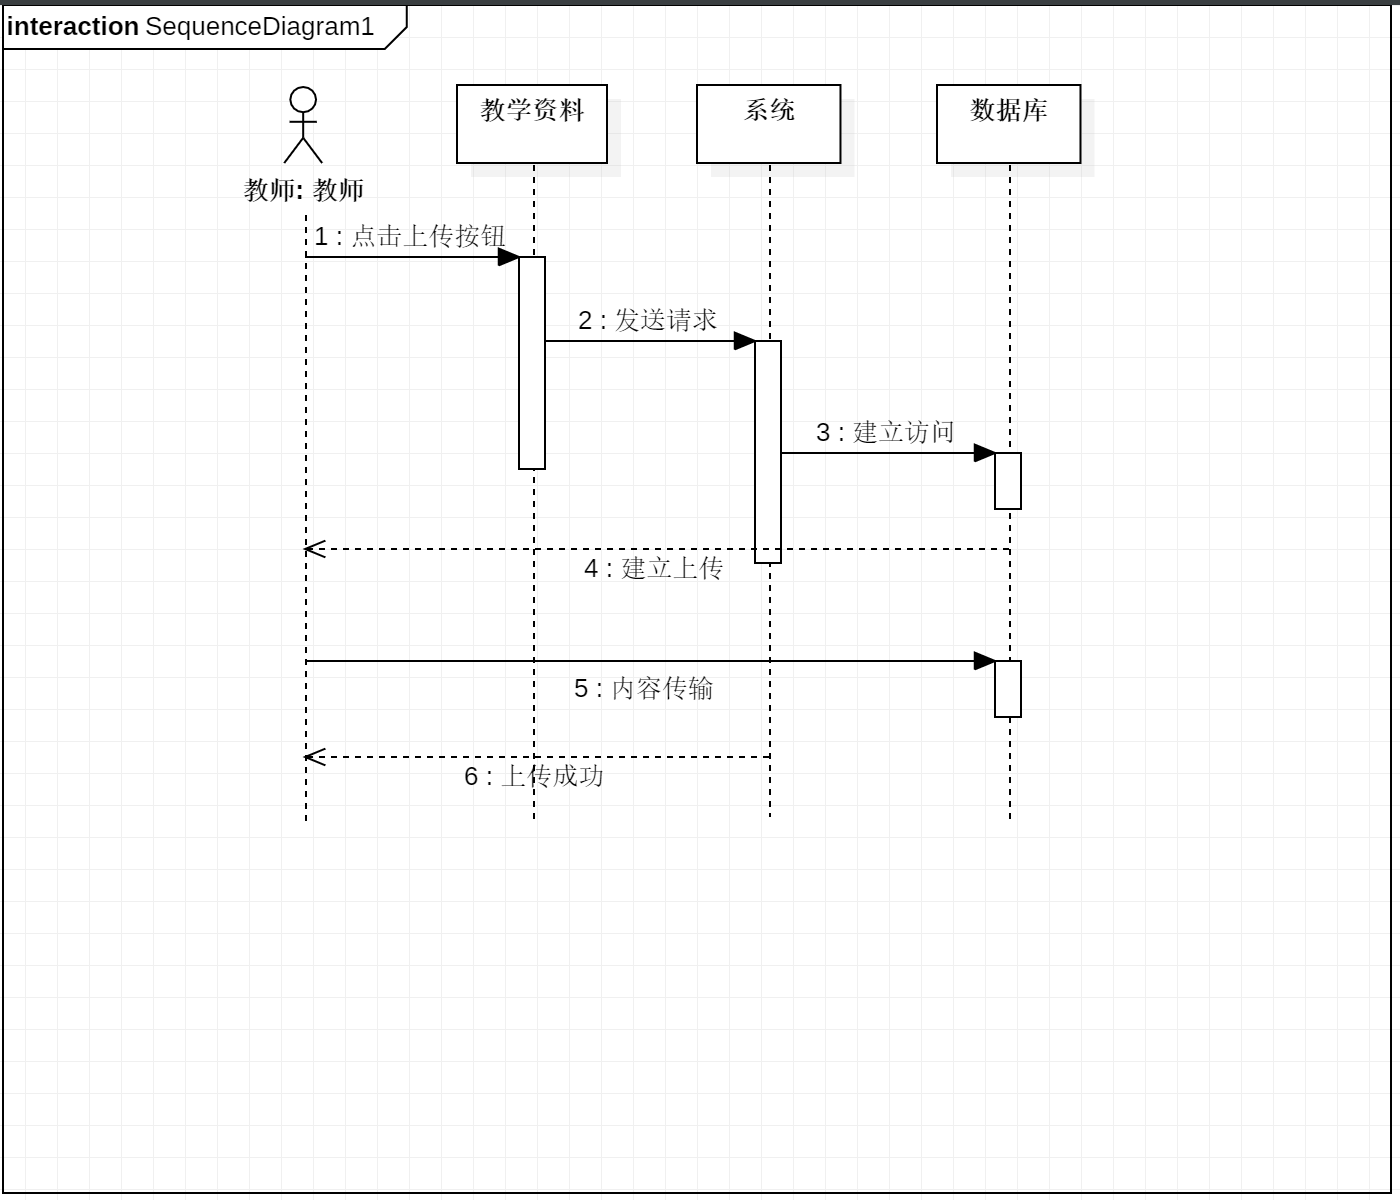 interaction SequenceDiagram1
教学资料
系统
数据库
教师: 教师
1 : 点击上传按钮
2 : 发送请求
3 : 建立访问
4 : 建立上传
5 : 内容传输
6 : 上传成功